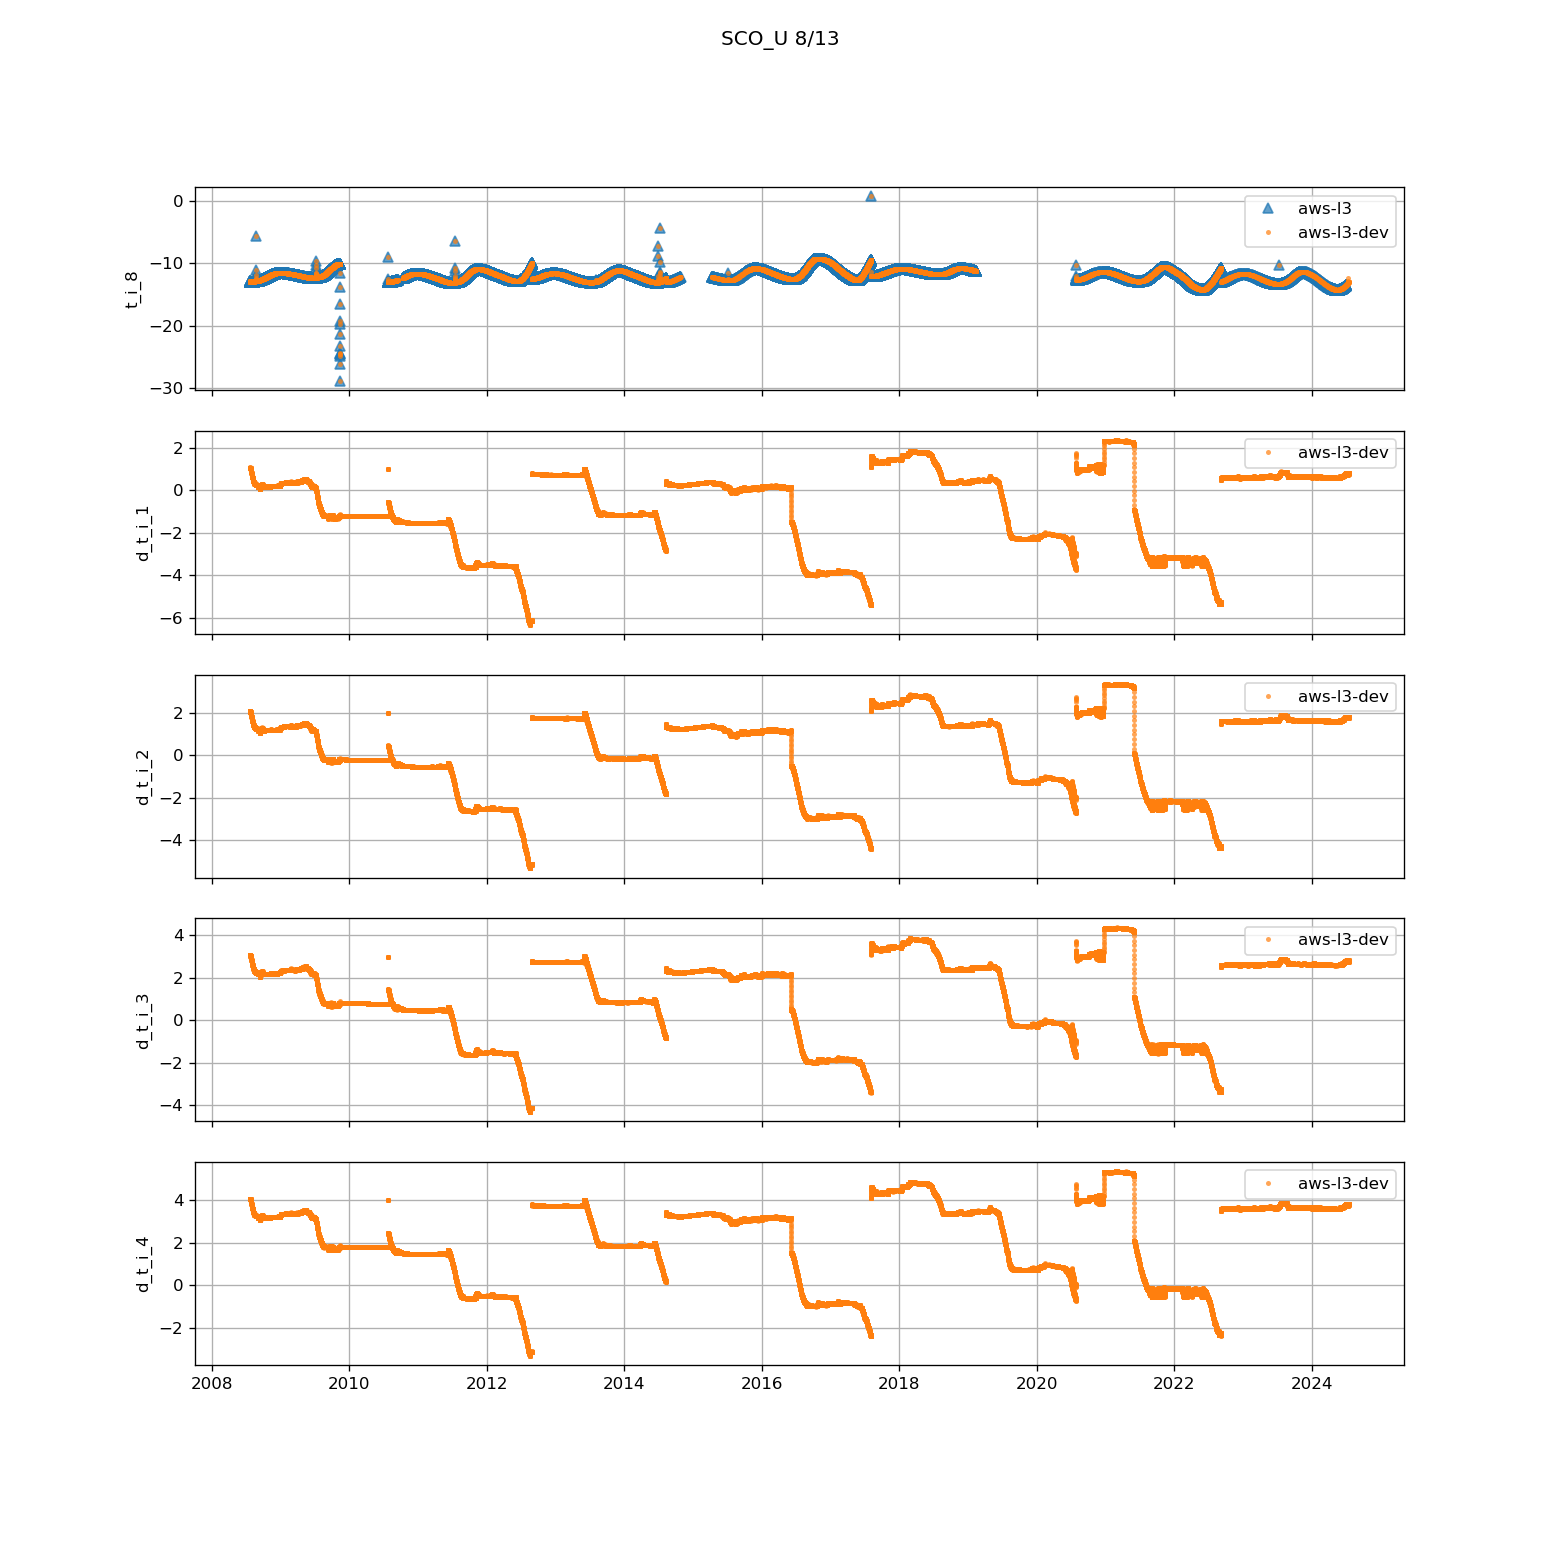 SCO_U 8/13
t_i_8
0
−10
−20
−30
aws-l3
aws-l3-dev
d_t_i_1
2
0
−2
−4
−6
aws-l3-dev
d_t_i_2
2
0
−2
−4
aws-l3-dev
d_t_i_3
4
2
0
−2
−4
aws-l3-dev
d_t_i_4
4
2
0
−2
aws-l3-dev
2008 2010 2012 2014 2016 2018 2020 2022 2024